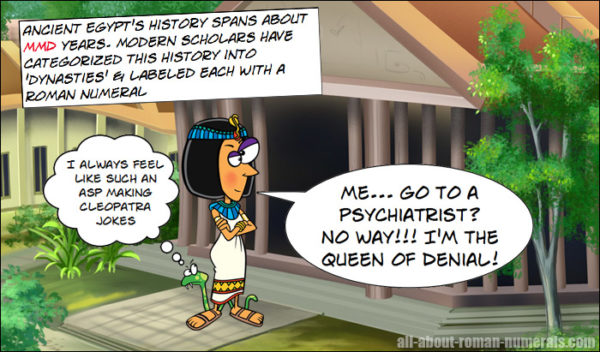 ANCIENT EGYPT'S HISTORY SPANS ABOUT
MMD YEARS. MODERN SCHOLARS HAVE
CATEGORIZED THIS HISTORY INTO
'DYNASTIES' & LABELED EACH WITH A
ROMAN NUMERAL
I ALWAYS FEEL
LIKE SUCH AN
ASP MAKING
CLEOPATRA
JOKES
ME... GO TO A
PSYCHIATRIST?
NO WAY!!! I'M THE
QUEEN OF DENIAL!
all-about-roman-numerals.com